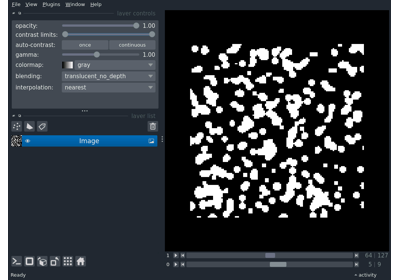 File View Plugins Window Help
layer controls
opacity: 1.00
contrast limits:
auto-contrast: once continuous
gamma: 1.00
colormap: gray
blending: translucent_no_depth
interpolation: nearest
layer list
Image
1 64 127
0 5 9
Ready activity